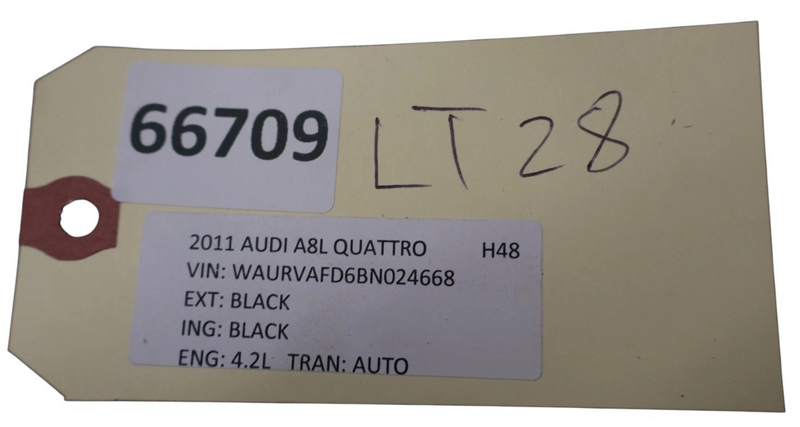 66709
LT 28
2011 AUDI A8L QUATTRO H48
VIN: WAURVAFD6BN024668
EXT: BLACK
ING: BLACK
ENG: 4.2L TRAN: AUTO